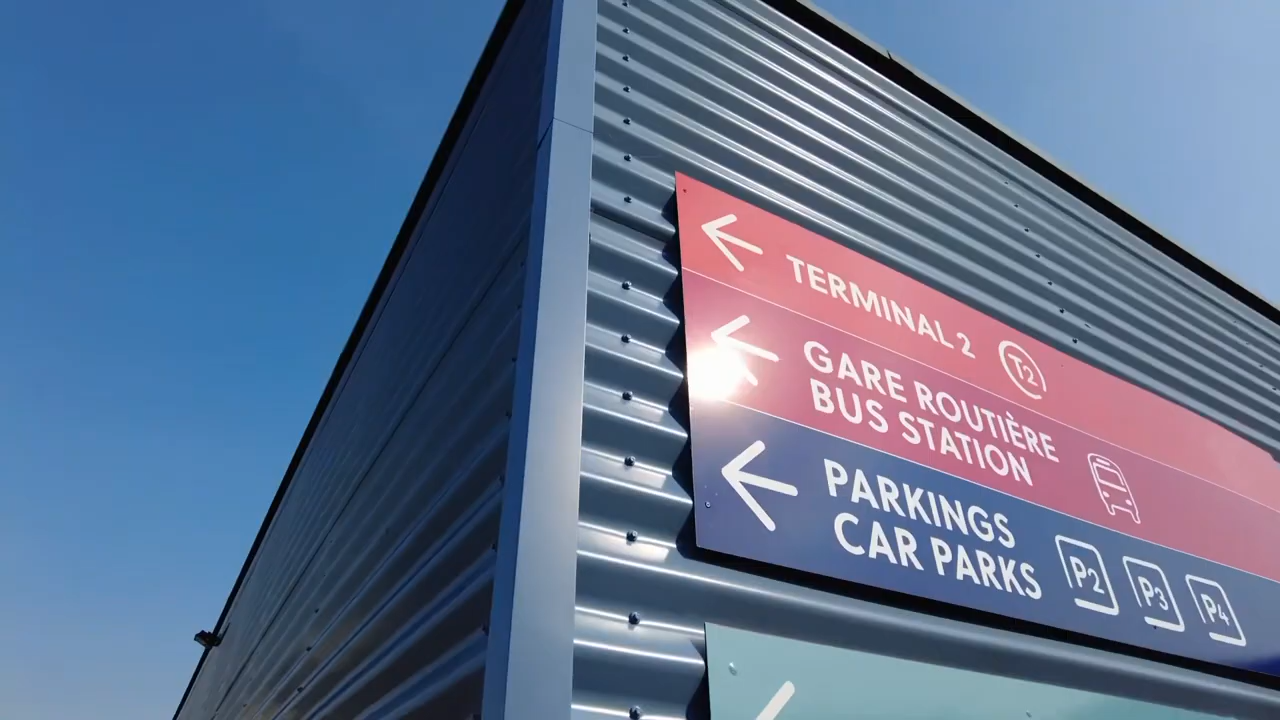 TERMINAL 2 T2
GARE ROUTIÈRE
BUS STATION
PARKINGS
CAR PARKS P2 P3 P4